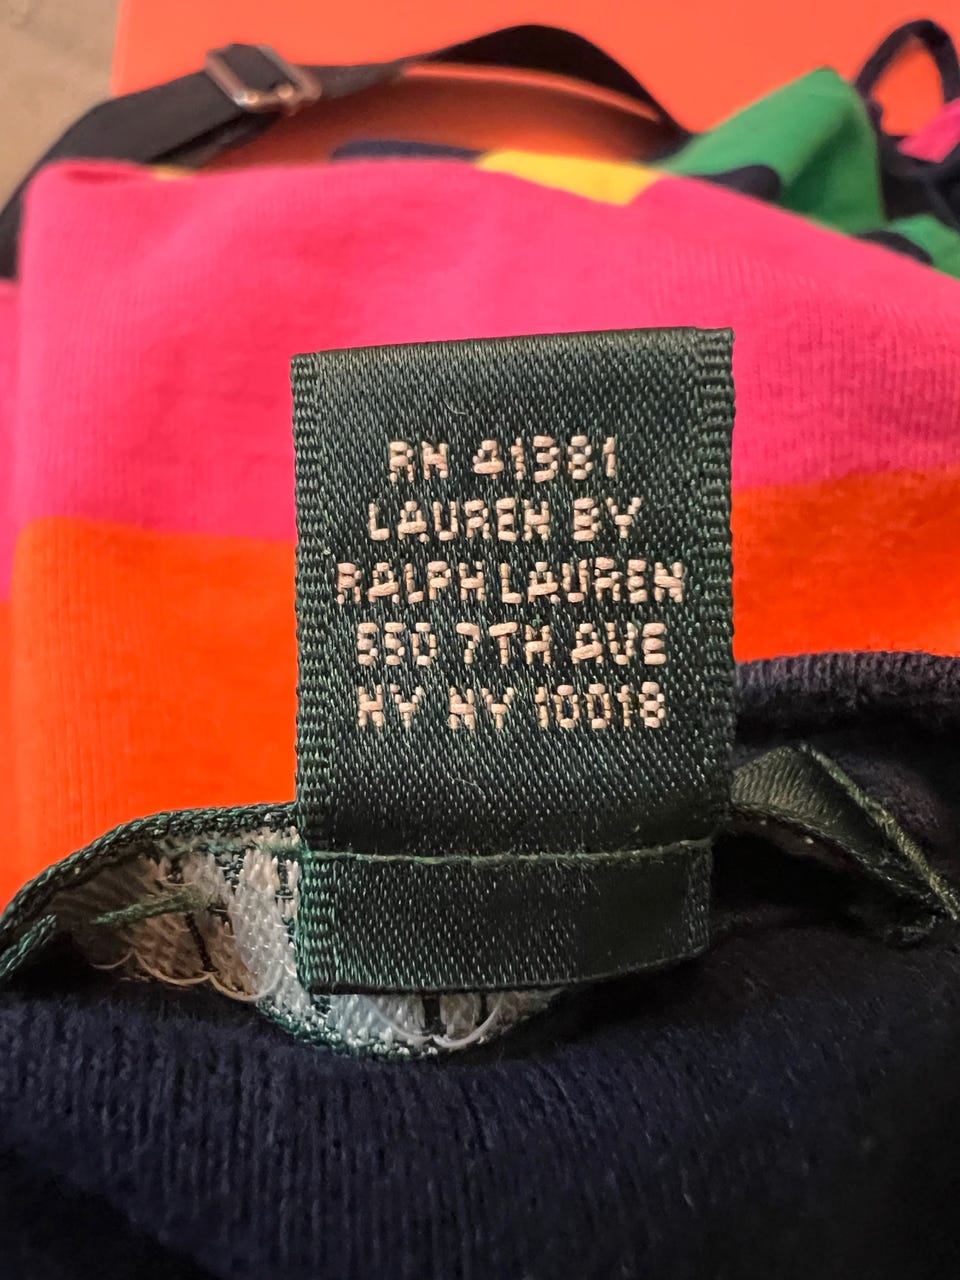 RN 41381
LAUREN BY
RALPH LAUREN
550 7TH AVE
NY NY 10018